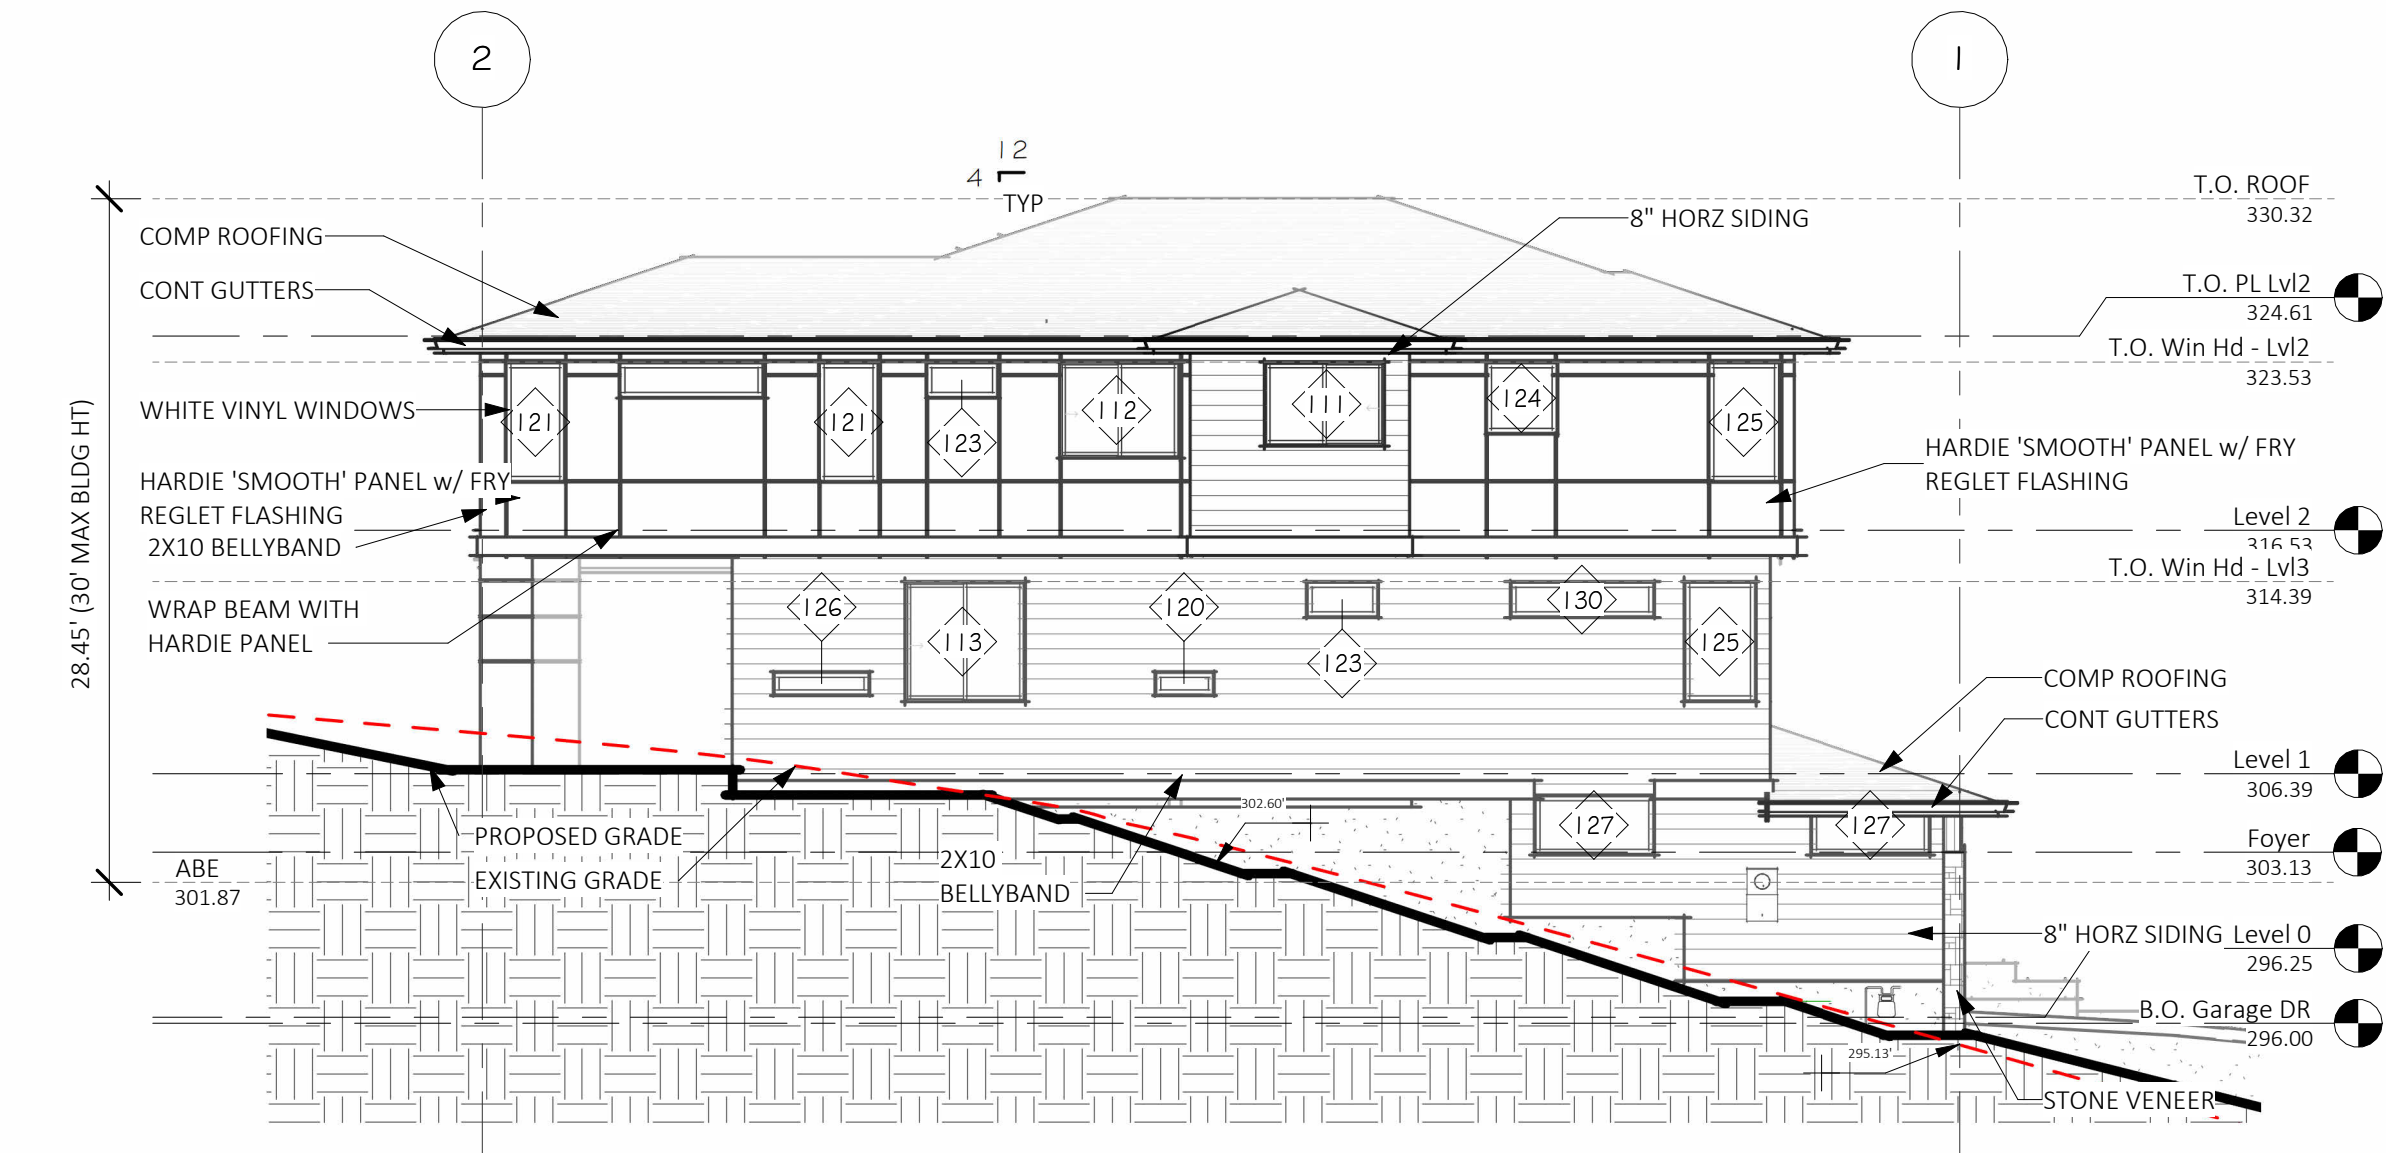 2
1
12
4
TYP
T.O. ROOF
330.32
COMP ROOFING
8" HORZ SIDING
CONT GUTTERS
T.O. PL Lvl2
324.61
T.O. Win Hd - Lvl2
323.53
WHITE VINYL WINDOWS
121
121
123
112
111
124
125
28.45' (30' MAX BLDG HT)
HARDIE 'SMOOTH' PANEL w/ FRY
REGLET FLASHING
HARDIE 'SMOOTH' PANEL w/ FRY
REGLET FLASHING
2X10 BELLYBAND
Level 2
316.53
T.O. Win Hd - Lvl3
314.39
WRAP BEAM WITH
HARDIE PANEL
126
113
120
123
130
125
COMP ROOFING
CONT GUTTERS
Level 1
306.39
302.60'
127
127
PROPOSED GRADE
EXISTING GRADE
2X10
BELLYBAND
Foyer
303.13
ABE
301.87
8" HORZ SIDING
Level 0
296.25
B.O. Garage DR
296.00
295.13'
STONE VENEER